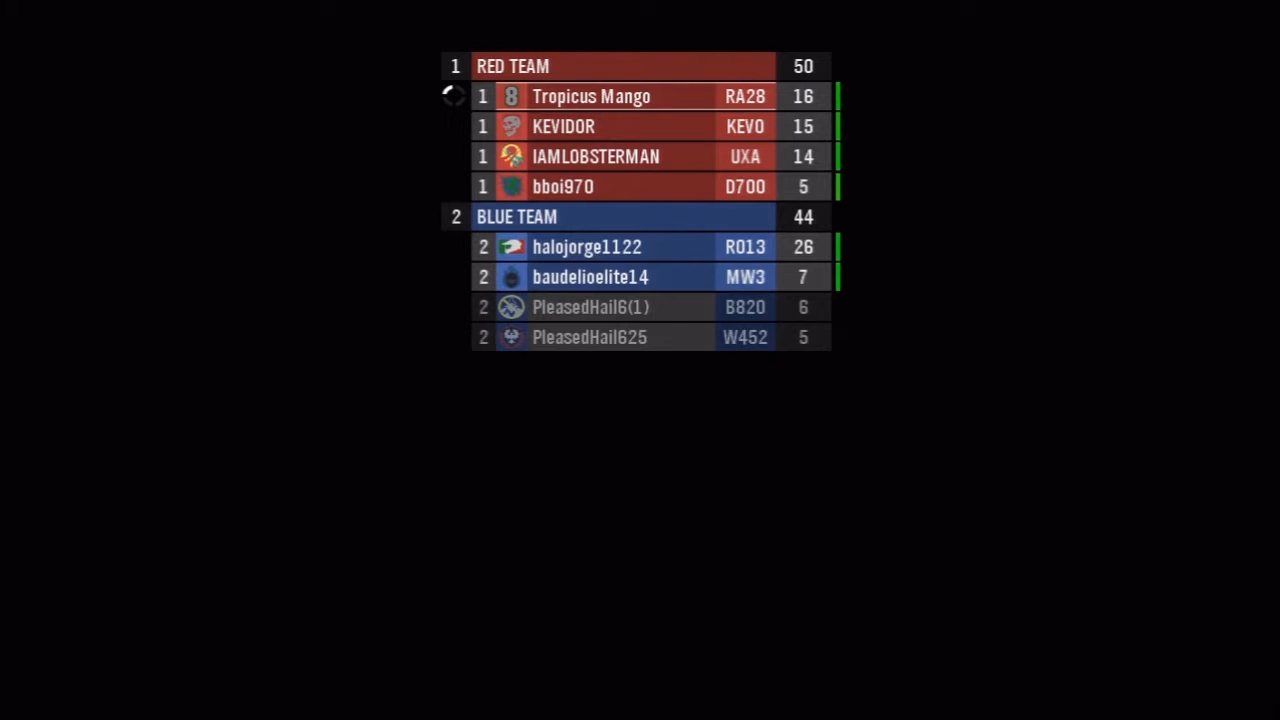 1 RED TEAM 50
1 8 Tropicus Mango RA28 16
1 KEVIDOR KEVO 15
1 IAMLOBSTERMAN UXA 14
1 bboi970 D700 5
2 BLUE TEAM 44
2 halojorge1122 RO13 26
2 baudelioelite14 MW3 7
2 PleasedHail6(1) B820 6
2 PleasedHail625 W452 5